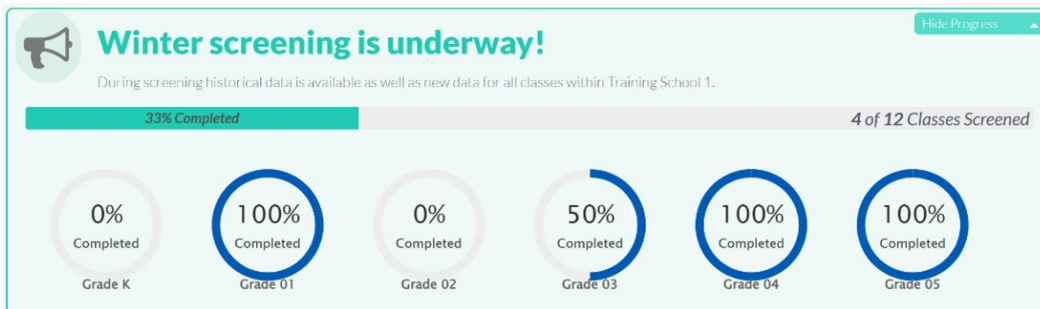 Hide Progress
Winter screening is underway!
During screening historical data is available as well as new data for all classes within Training School 1.
33% Completed
4 of 12 Classes Screened
0%
Completed
Grade K
100%
Completed
Grade 01
0%
Completed
Grade 02
50%
Completed
Grade 03
100%
Completed
Grade 04
100%
Completed
Grade 05